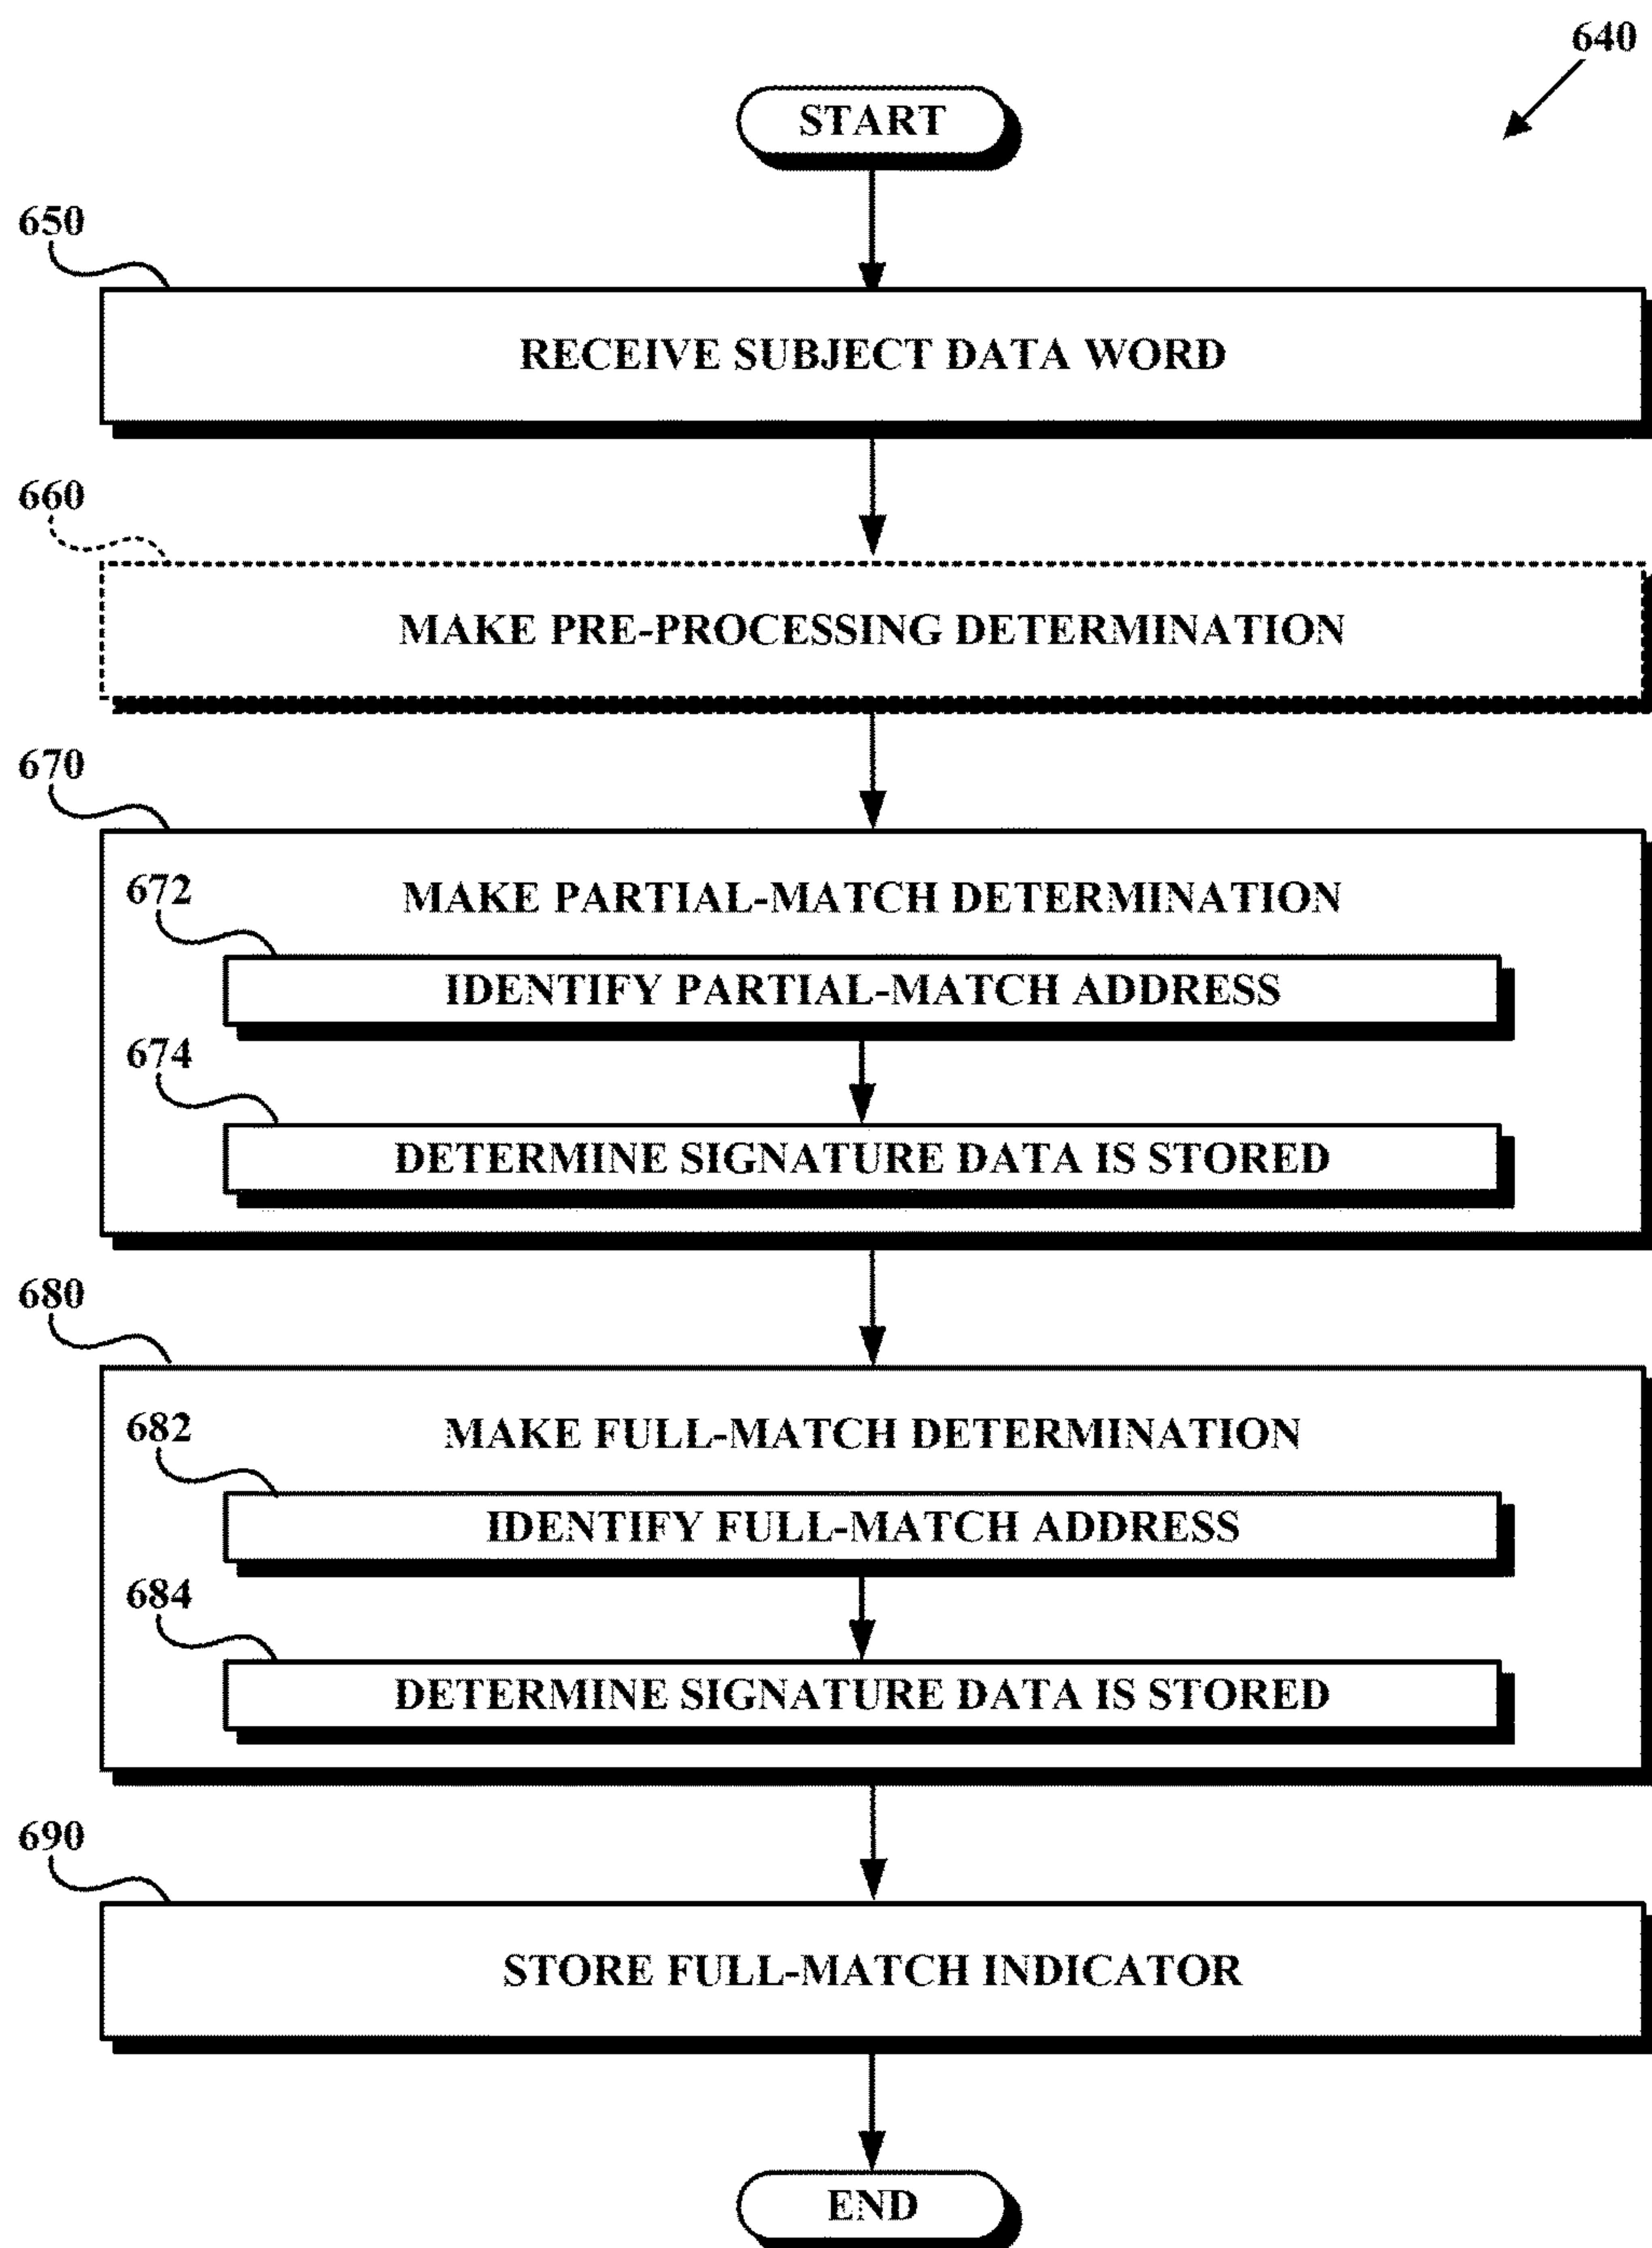 640
START
650
RECEIVE SUBJECT DATA WORD
660
MAKE PRE-PROCESSING DETERMINATION
670
MAKE PARTIAL-MATCH DETERMINATION
672
IDENTIFY PARTIAL-MATCH ADDRESS
674
DETERMINE SIGNATURE DATA IS STORED
680
MAKE FULL-MATCH DETERMINATION
682
IDENTIFY FULL-MATCH ADDRESS
684
DETERMINE SIGNATURE DATA IS STORED
690
STORE FULL-MATCH INDICATOR
END